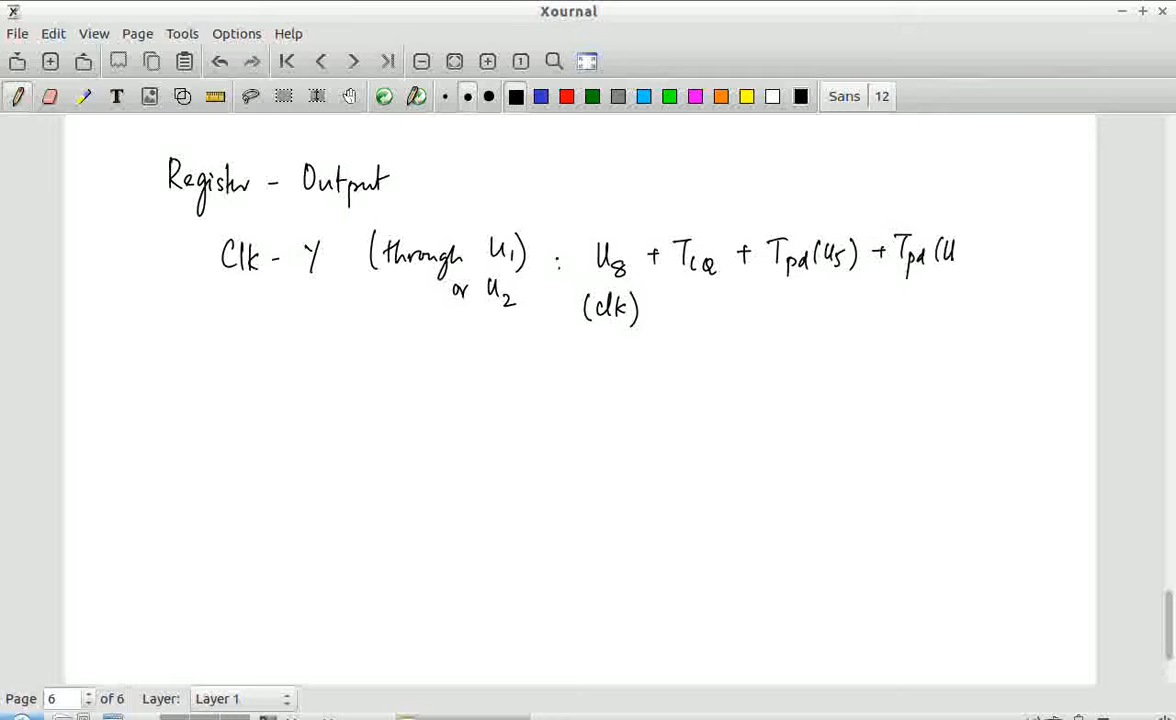 Xournal
File Edit View Page Tools Options Help
Sans 12
Register - Output
Clk - Y (through U1) : U8 + TCQ + Tpd(U5) + Tpd(U
or U2 (clk)
Page 6 of 6 Layer: Layer 1